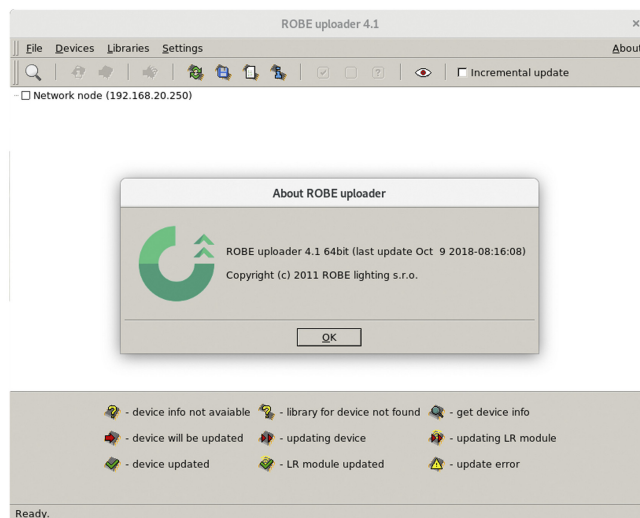 ROBE uploader 4.1
File Devices Libraries Settings About
Incremental update
Network node (192.168.20.250)
About ROBE uploader
ROBE uploader 4.1 64bit (last update Oct 9 2018-08:16:08)
Copyright (c) 2011 ROBE lighting s.r.o.
OK
- device info not avaiable - library for device not found - get device info
- device will be updated - updating device - updating LR module
- device updated - LR module updated - update error
Ready.